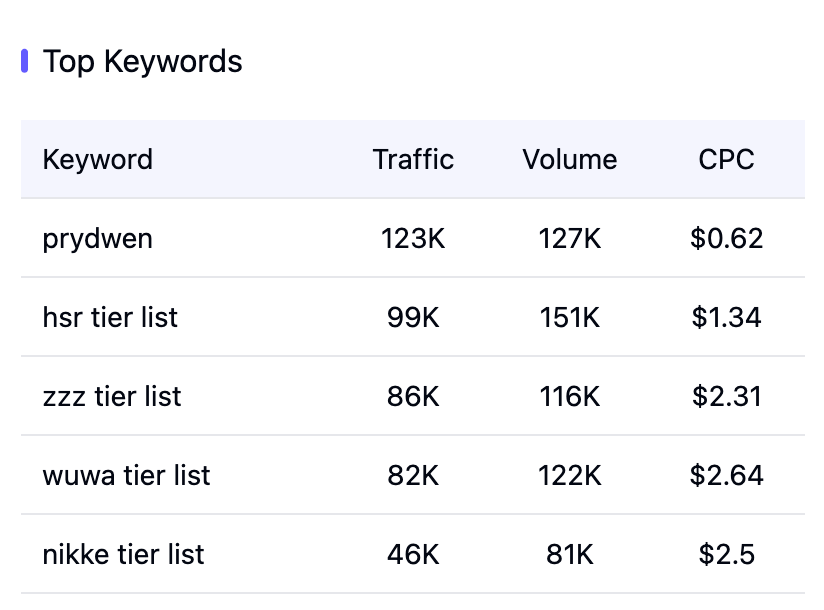 Top Keywords
Keyword Traffic Volume CPC
prydwen 123K 127K $0.62
hsr tier list 99K 151K $1.34
zzz tier list 86K 116K $2.31
wuwa tier list 82K 122K $2.64
nikke tier list 46K 81K $2.5